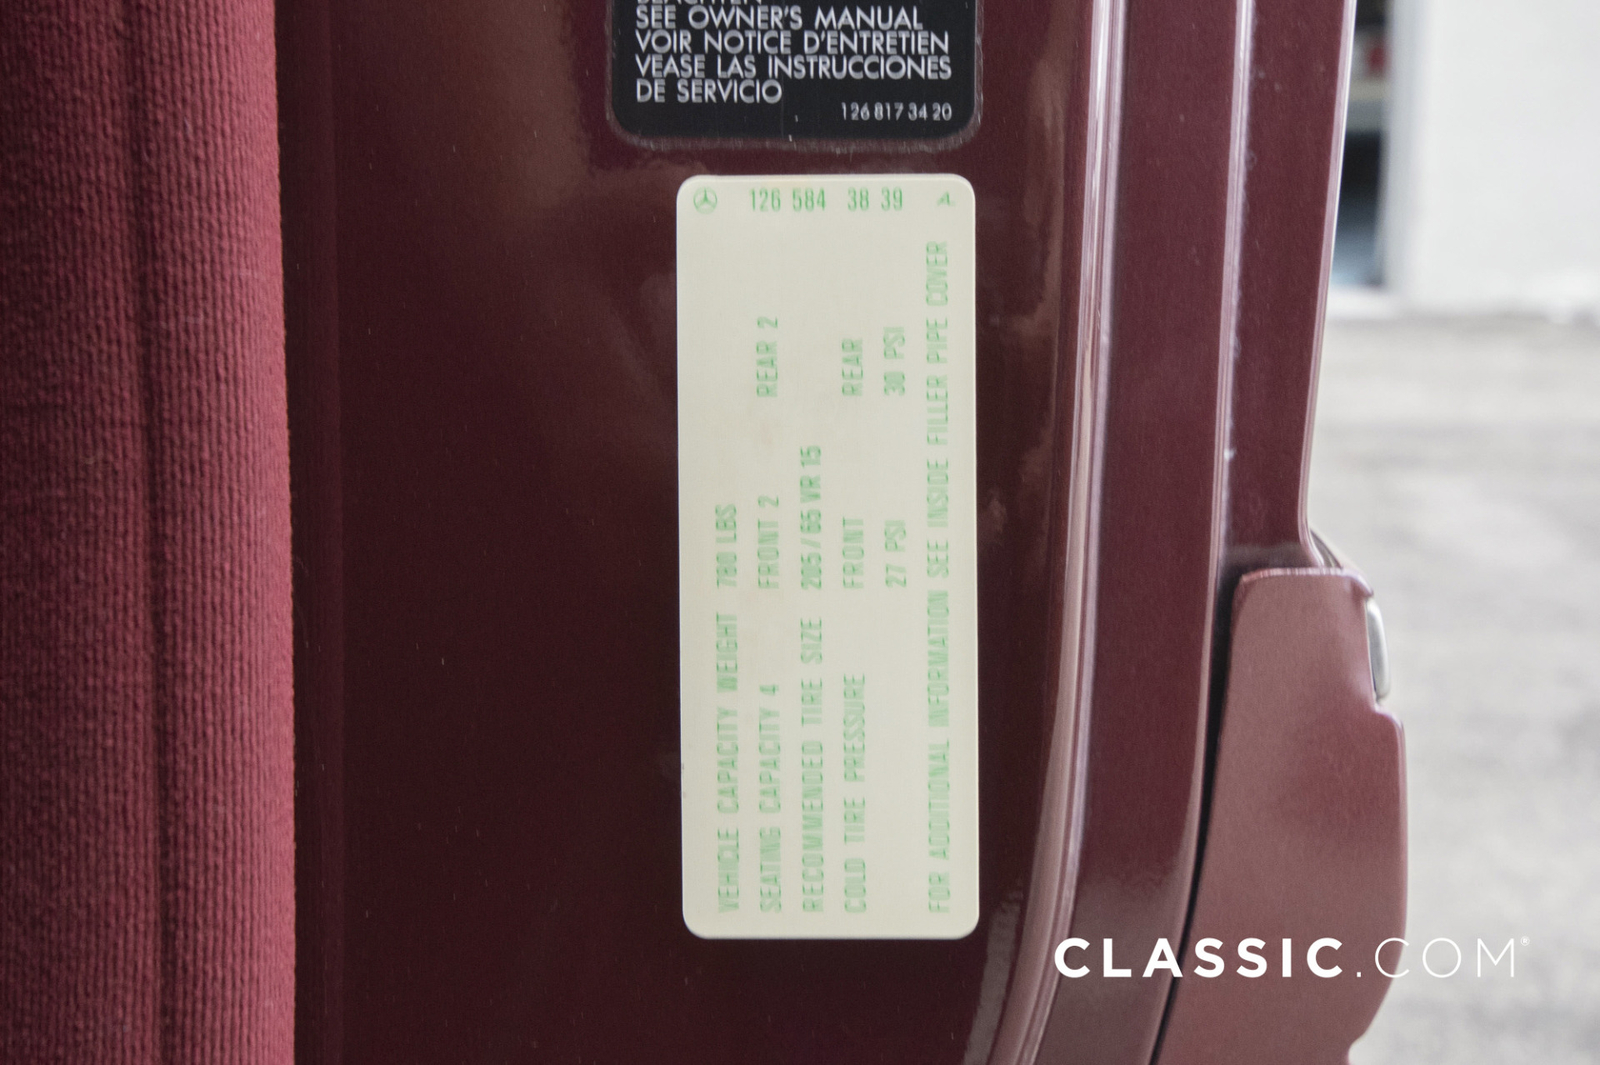 SEE OWNER'S MANUAL
VOIR NOTICE D'ENTRETIEN
VEASE LAS INSTRUCCIONES
DE SERVICIO
126 817 34 20
126 584 38 39 A
VEHICLE CAPACITY WEIGHT 780 LBS
SEATING CAPACITY 4 FRONT 2 REAR 2
RECOMMENDED TIRE SIZE 205/65 VR 15
COLD TIRE PRESSURE FRONT REAR
27 PSI 30 PSI
FOR ADDITIONAL INFORMATION SEE INSIDE FILLER PIPE COVER
CLASSIC.COM®